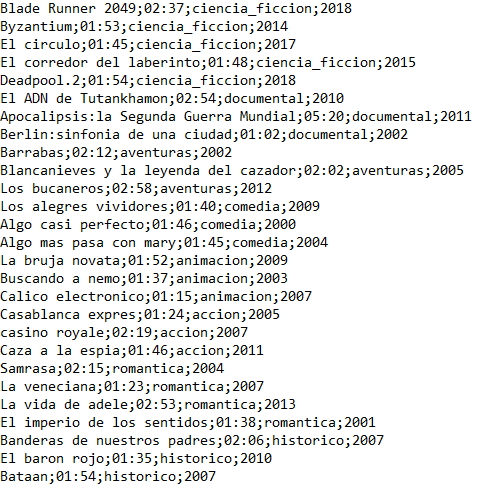 Blade Runner 2049;02:37;ciencia_ficcion;2018
Byzantium;01:53;ciencia_ficcion;2014
El circulo;01:45;ciencia_ficcion;2017
El corredor del laberinto;01:48;ciencia_ficcion;2015
Deadpool.2;01:54;ciencia_ficcion;2018
El ADN de Tutankhamon;02:54;documental;2010
Apocalipsis:la Segunda Guerra Mundial;05:20;documental;2011
Berlin:sinfonia de una ciudad;01:02;documental;2002
Barrabas;02:12;aventuras;2002
Blancanieves y la leyenda del cazador;02:02;aventuras;2005
Los bucaneros;02:58;aventuras;2012
Los alegres vividores;01:40;comedia;2009
Algo casi perfecto;01:46;comedia;2000
Algo mas pasa con mary;01:45;comedia;2004
La bruja novata;01:52;animacion;2009
Buscando a nemo;01:37;animacion;2003
Calico electronico;01:15;animacion;2007
Casablanca expres;01:24;accion;2005
casino royale;02:19;accion;2007
Caza a la espia;01:46;accion;2011
Samrasa;02:15;romantica;2004
La veneciana;01:23;romantica;2007
La vida de adele;02:53;romantica;2013
El imperio de los sentidos;01:38;romantica;2001
Banderas de nuestros padres;02:06;historico;2007
El baron rojo;01:35;historico;2010
Bataan;01:54;historico;2007